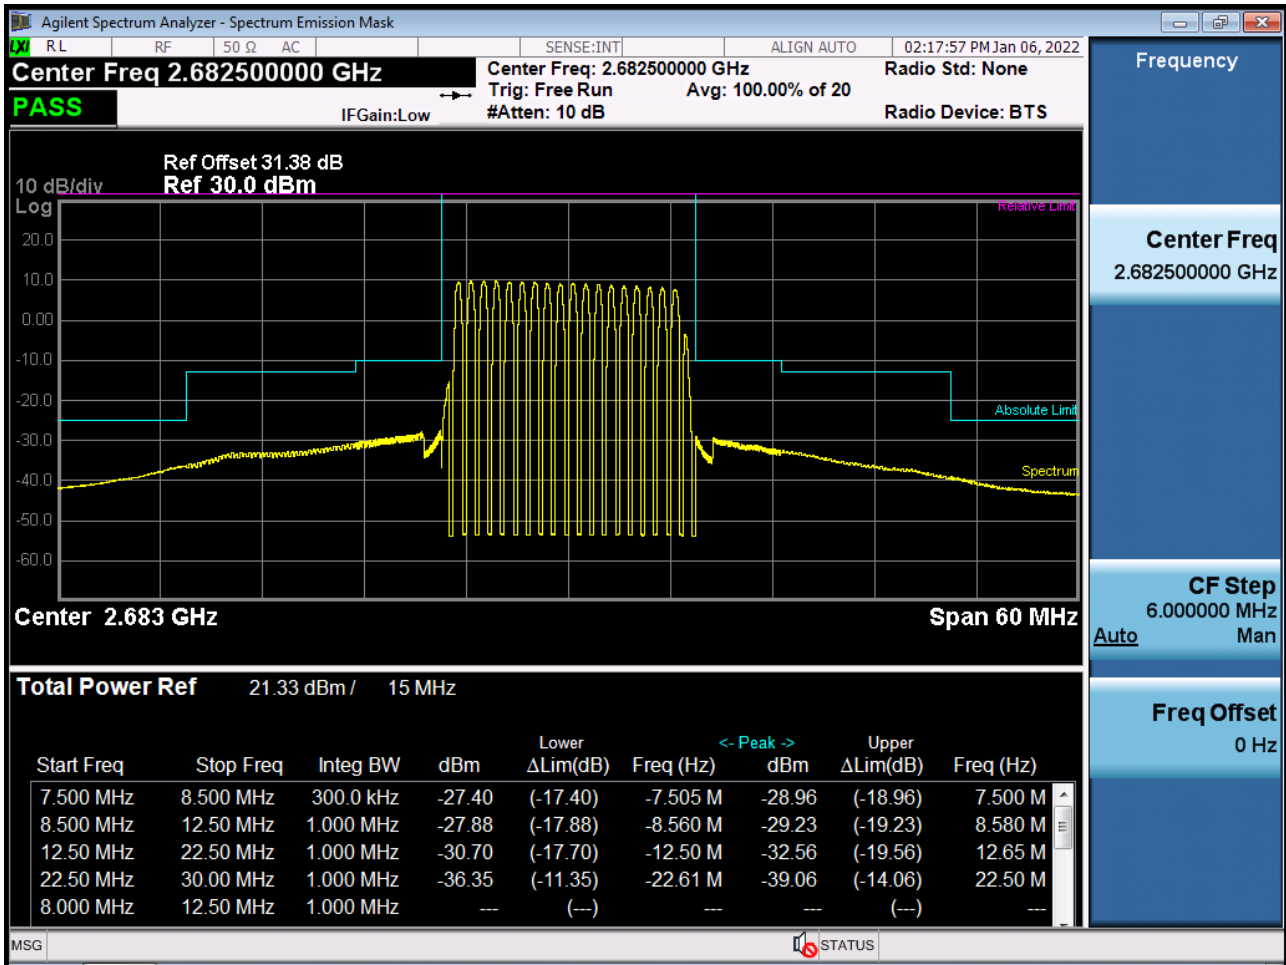 Agilent Spectrum Analyzer - Spectrum Emission Mask
LXI RL RF 50 Ω AC SENSE:INT ALIGN AUTO 02:17:57 PM Jan 06, 2022
Center Freq 2.682500000 GHz
Center Freq: 2.682500000 GHz
Radio Std: None
Trig: Free Run Avg: 100.00% of 20
PASS
IFGain:Low
#Atten: 10 dB
Radio Device: BTS
Ref Offset 31.38 dB
10 dB/div Ref 30.0 dBm
Log
Relative Limit
20.0
10.0
0.00
-10.0
-20.0
Absolute Limit
-30.0
Spectrum
-40.0
-50.0
-60.0
Center 2.683 GHz Span 60 MHz
Total Power Ref 21.33 dBm / 15 MHz
Lower <- Peak -> Upper
Start Freq Stop Freq Integ BW dBm ΔLim(dB) Freq (Hz) dBm ΔLim(dB) Freq (Hz)
7.500 MHz 8.500 MHz 300.0 kHz -27.40 (-17.40) -7.505 M -28.96 (-18.96) 7.500 M
8.500 MHz 12.50 MHz 1.000 MHz -27.88 (-17.88) -8.560 M -29.23 (-19.23) 8.580 M
12.50 MHz 22.50 MHz 1.000 MHz -30.70 (-17.70) -12.50 M -32.56 (-19.56) 12.65 M
22.50 MHz 30.00 MHz 1.000 MHz -36.35 (-11.35) -22.61 M -39.06 (-14.06) 22.50 M
8.000 MHz 12.50 MHz 1.000 MHz --- (---) --- --- (---) ---
MSG STATUS
Frequency
Center Freq
2.682500000 GHz
CF Step
6.000000 MHz
Auto Man
Freq Offset
0 Hz